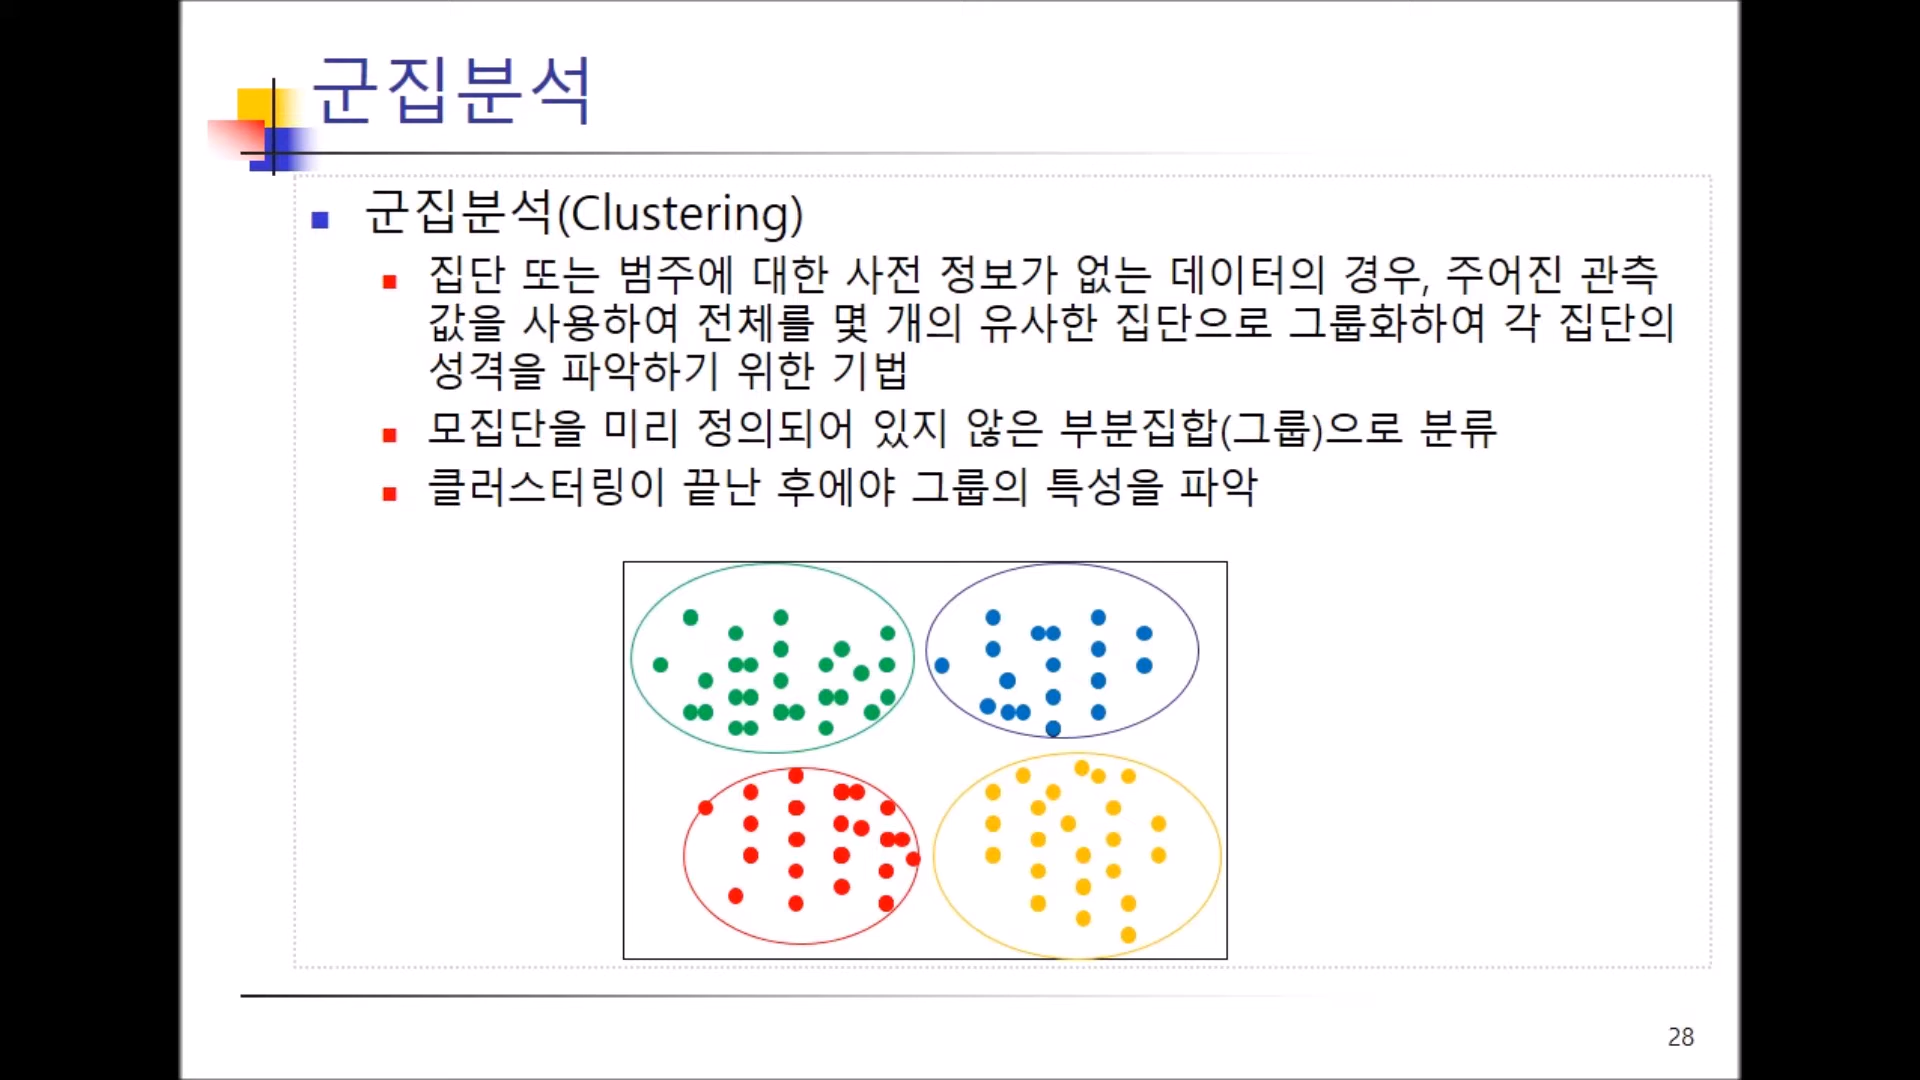 군집분석
군집분석(Clustering)
집단 또는 범주에 대한 사전 정보가 없는 데이터의 경우, 주어진 관측
값을 사용하여 전체를 몇 개의 유사한 집단으로 그룹화하여 각 집단의
성격을 파악하기 위한 기법
모집단을 미리 정의되어 있지 않은 부분집합(그룹)으로 분류
클러스터링이 끝난 후에야 그룹의 특성을 파악
28